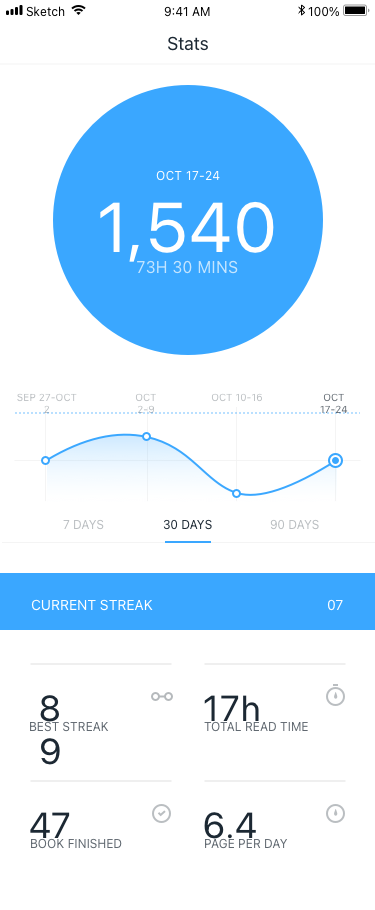 Sketch 9:41 AM 100%
Stats
OCT 17-24
1,540
73H 30 MINS
SEP 27-OCT 2
OCT 2-9
OCT 10-16
OCT 17-24
7 DAYS 30 DAYS 90 DAYS
CURRENT STREAK 07
8
9
BEST STREAK
17h
TOTAL READ TIME
47
BOOK FINISHED
6.4
PAGE PER DAY